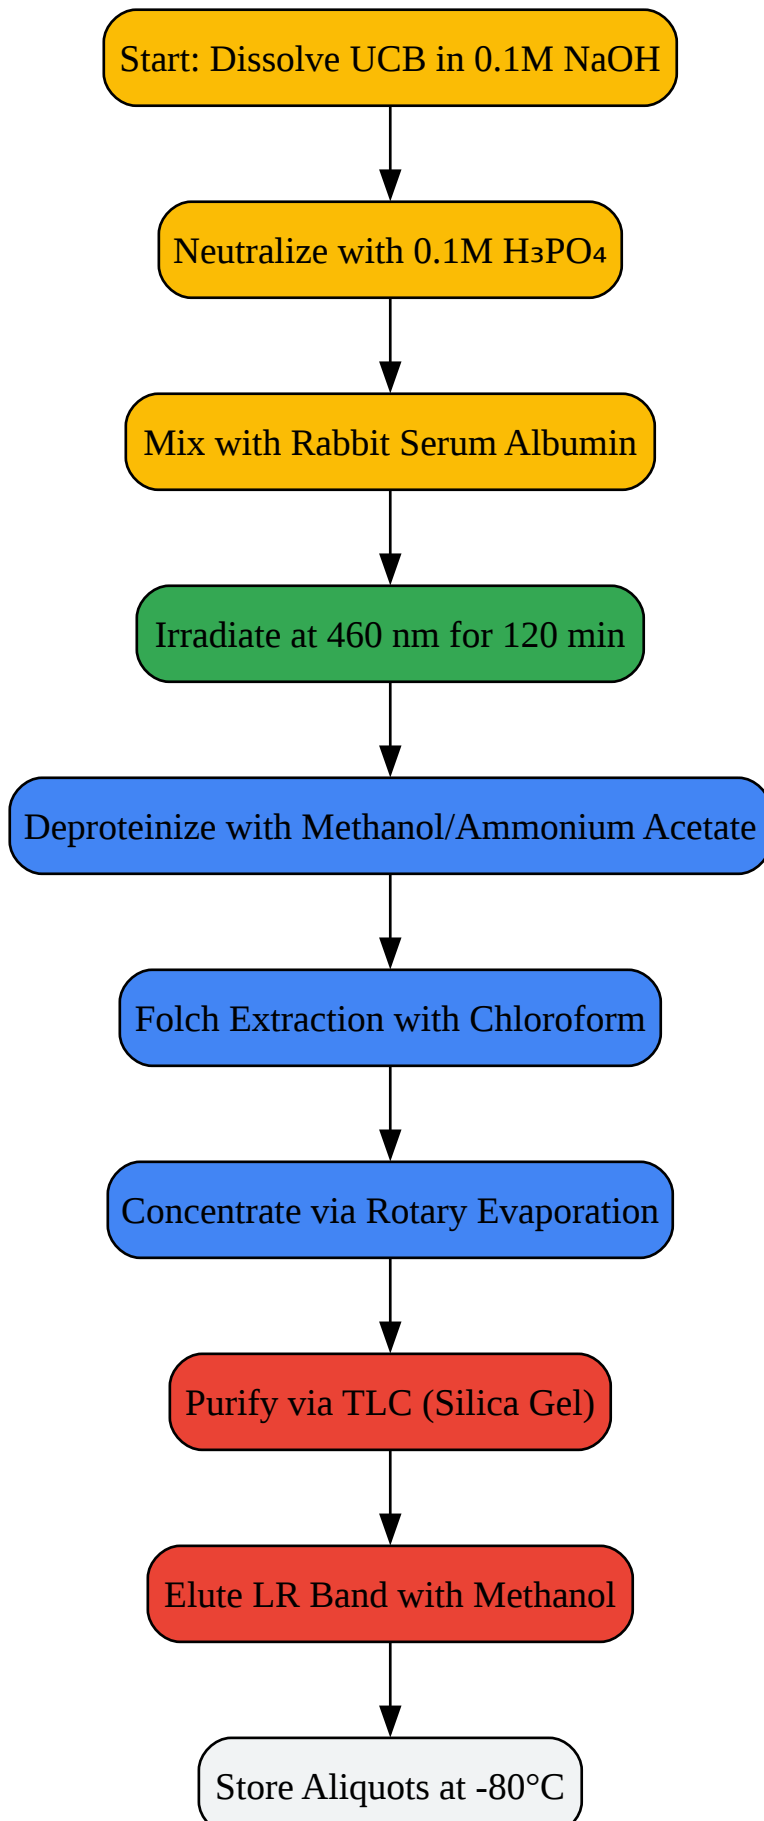 Start: Dissolve UCB in 0.1M NaOH
Neutralize with 0.1M H₃PO₄
Mix with Rabbit Serum Albumin
Irradiate at 460 nm for 120 min
Deproteinize with Methanol/Ammonium Acetate
Folch Extraction with Chloroform
Concentrate via Rotary Evaporation
Purify via TLC (Silica Gel)
Elute LR Band with Methanol
Store Aliquots at -80°C